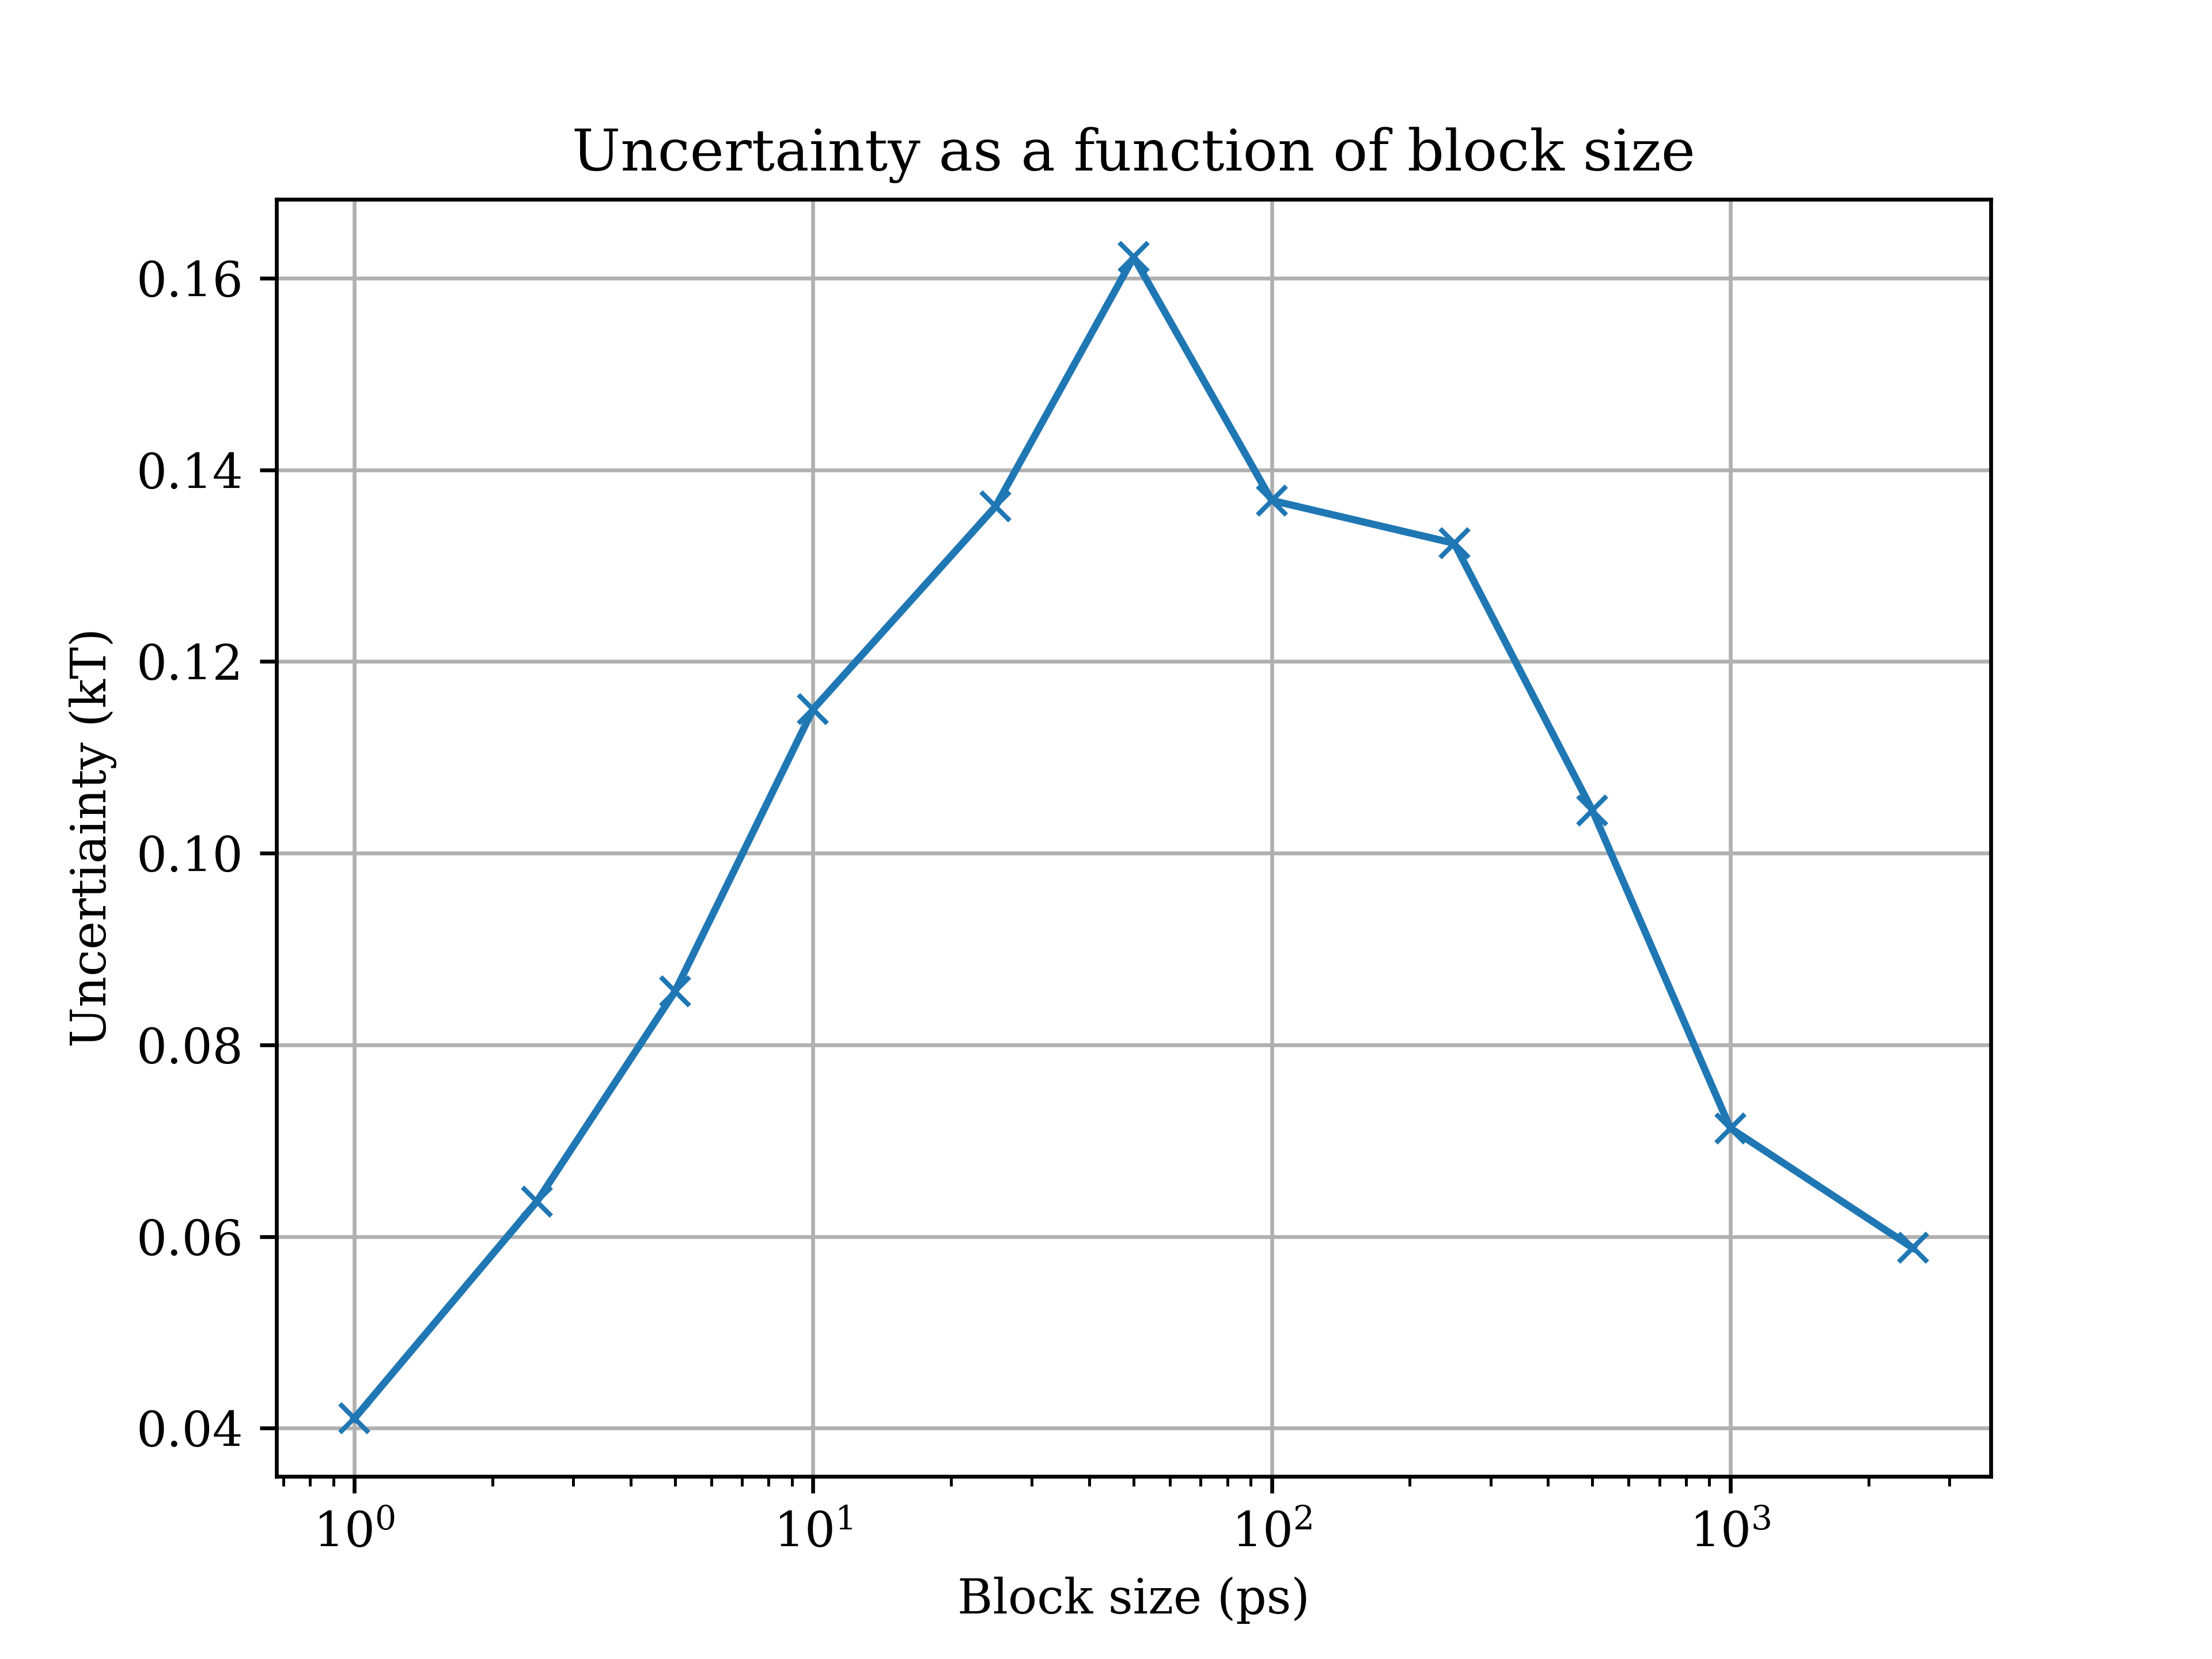 Uncertainty as a function of block size
0.16
0.14
0.12
0.10
0.08
0.06
0.04
Uncertiainty (kT)
10⁰ 10¹ 10² 10³
Block size (ps)